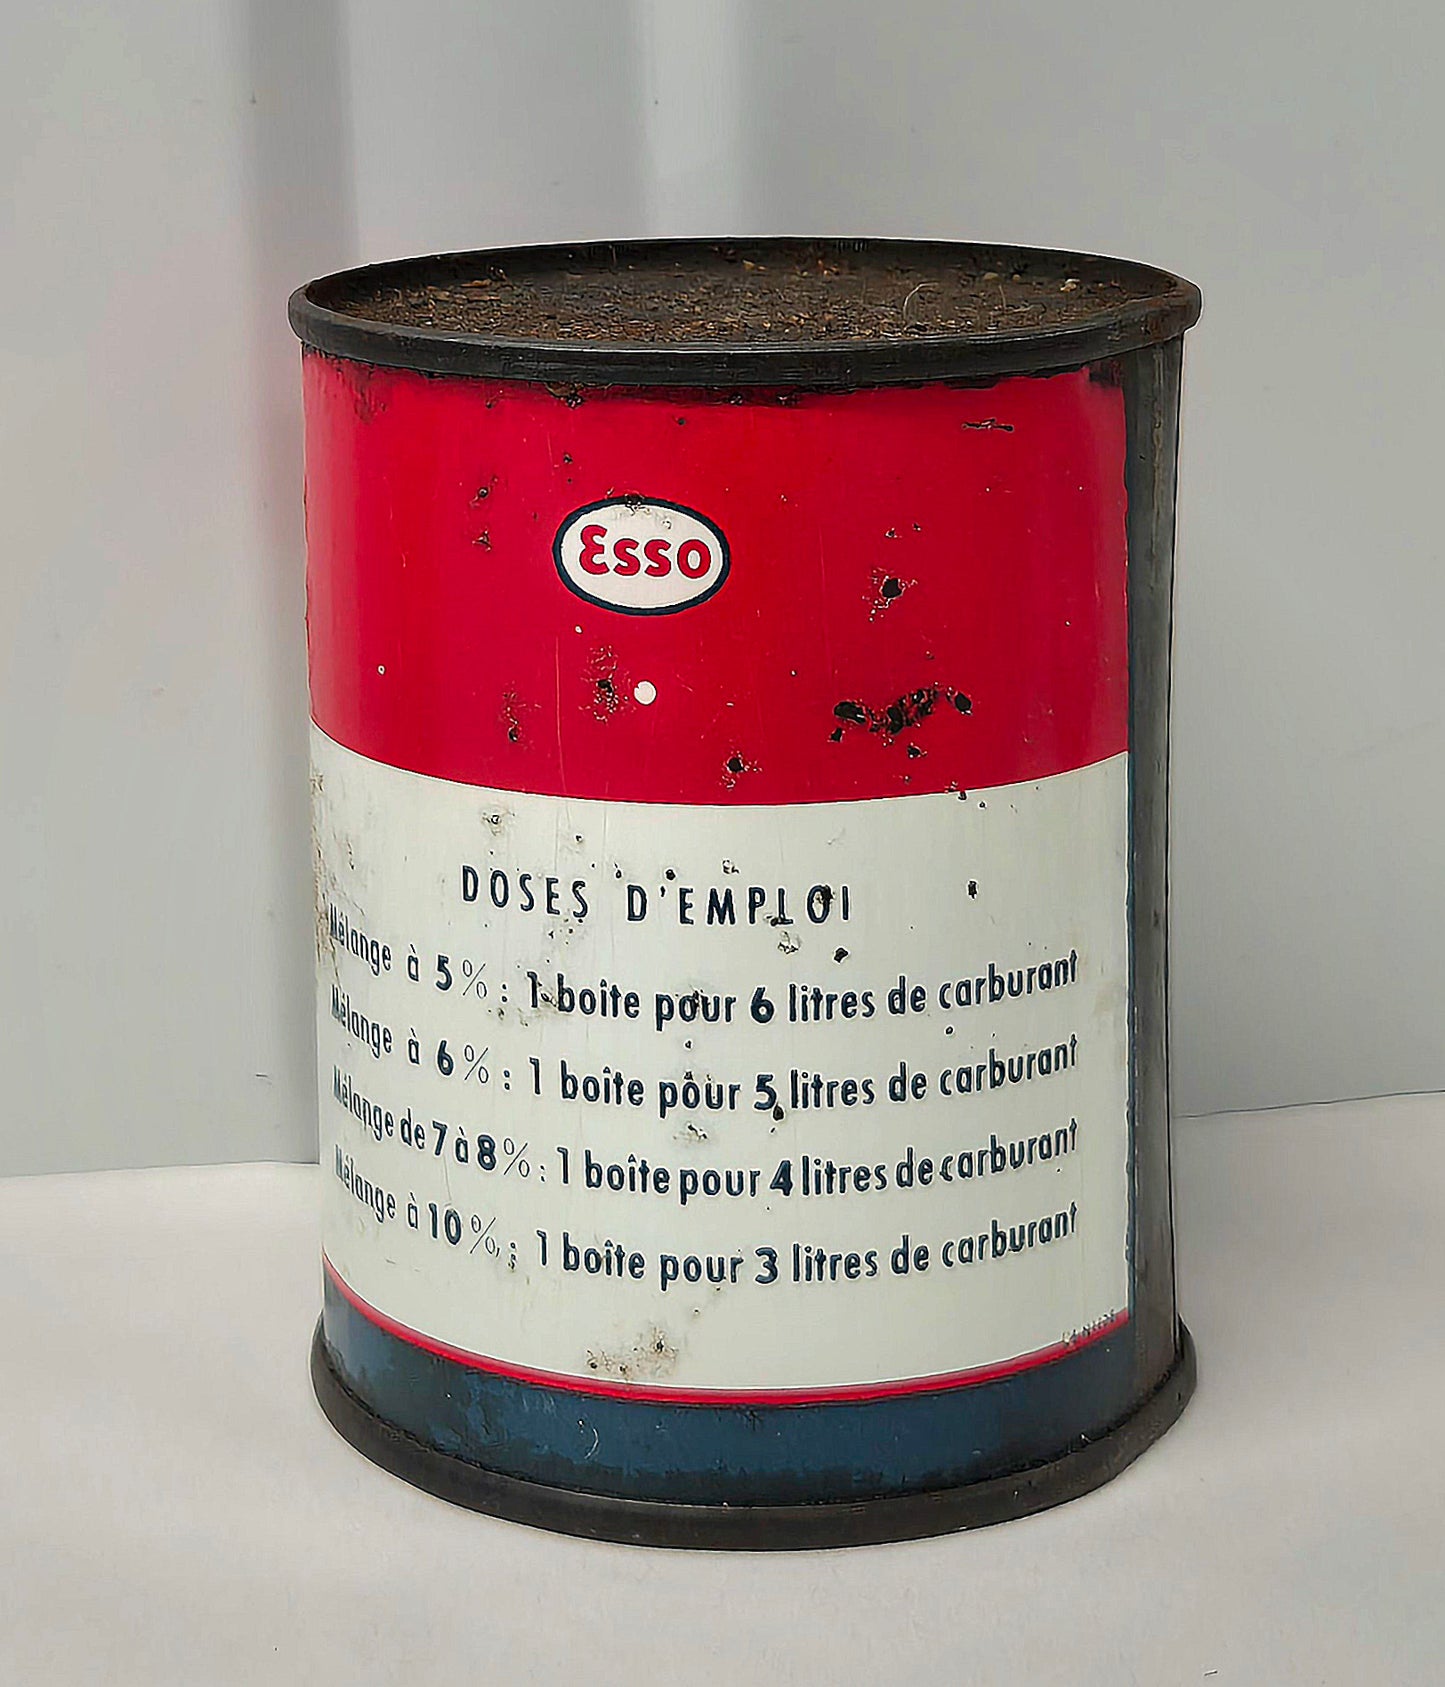 Esso
DOSES D'EMPLOI
Mélange à 5% : 1 boîte pour 6 litres de carburant
Mélange à 6% : 1 boîte pour 5 litres de carburant
Mélange de 7 à 8% : 1 boîte pour 4 litres de carburant
Mélange à 10% : 1 boîte pour 3 litres de carburant